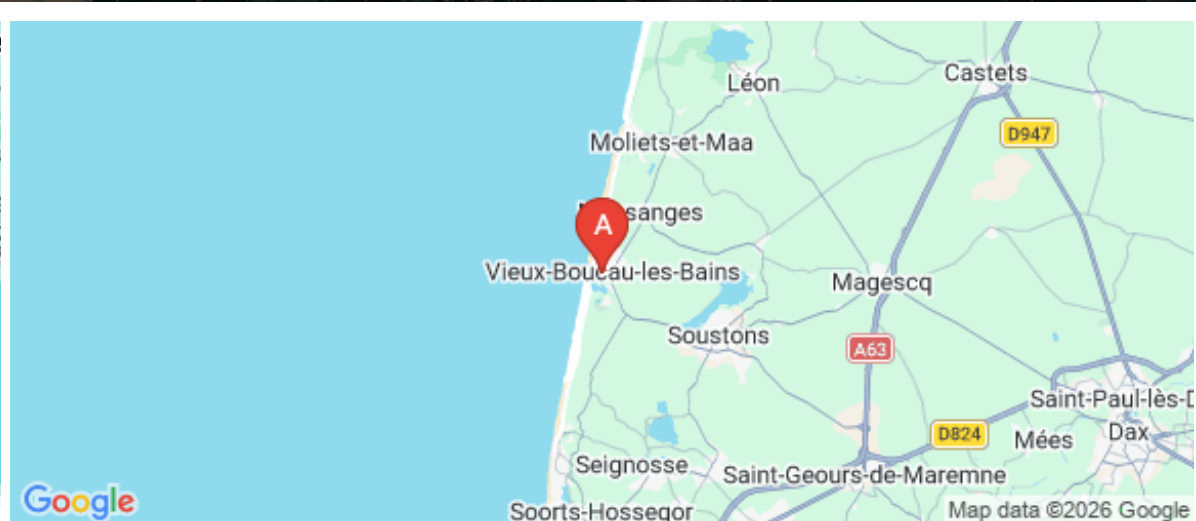 Léon
Castets
D947
Moliets-et-Maa
A
Vieux-Boucau-les-Bains
Magescq
Soustons
A63
Saint-Paul-lès-D
D824
Mées
Dax
Seignosse
Saint-Geours-de-Maremne
Soorts-Hossegor
Google
Map data ©2026 Google